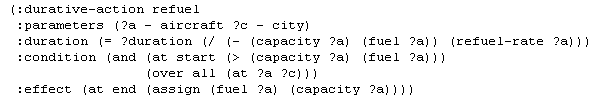 (:durative-action refuel
:parameters (?a - aircraft ?c - city)
:duration (= ?duration (/ (- (capacity ?a) (fuel ?a)) (refuel-rate ?a)))
:condition (and (at start (> (capacity ?a) (fuel ?a)))
(over all (at ?a ?c)))
:effect (at end (assign (fuel ?a) (capacity ?a))))